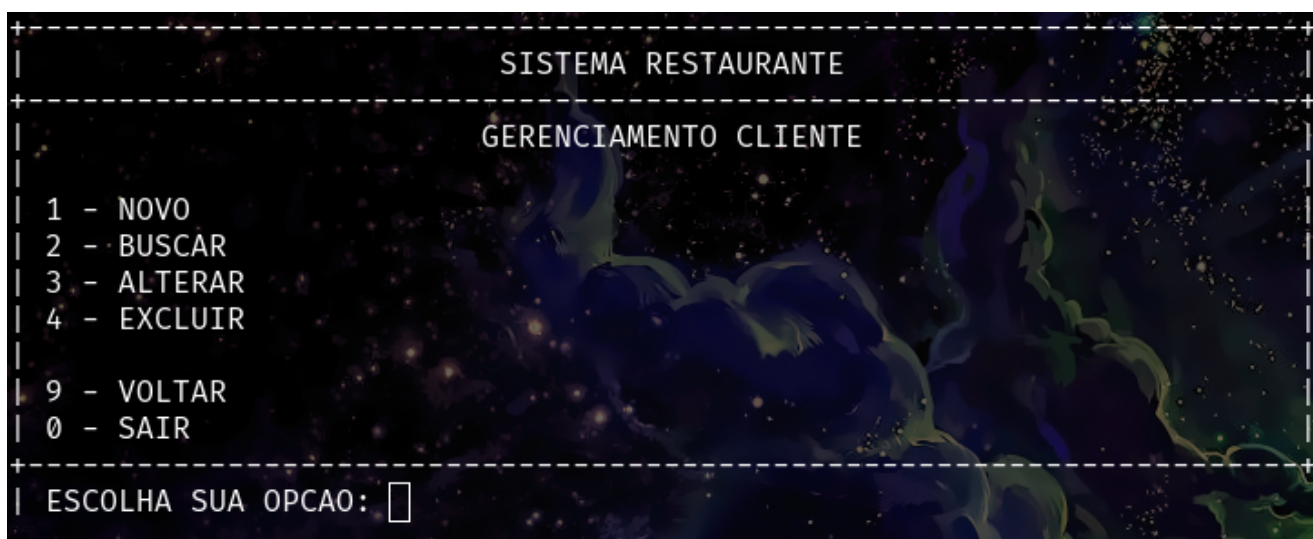 SISTEMA RESTAURANTE
GERENCIAMENTO CLIENTE
1 - NOVO
2 - BUSCAR
3 - ALTERAR
4 - EXCLUIR
9 - VOLTAR
0 - SAIR
ESCOLHA SUA OPCAO: